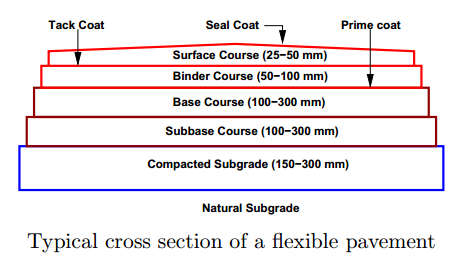 Tack Coat Seal Coat Prime coat
Surface Course (25−50 mm)
Binder Course (50−100 mm)
Base Course (100−300 mm)
Subbase Course (100−300 mm)
Compacted Subgrade (150−300 mm)
Natural Subgrade
Typical cross section of a flexible pavement